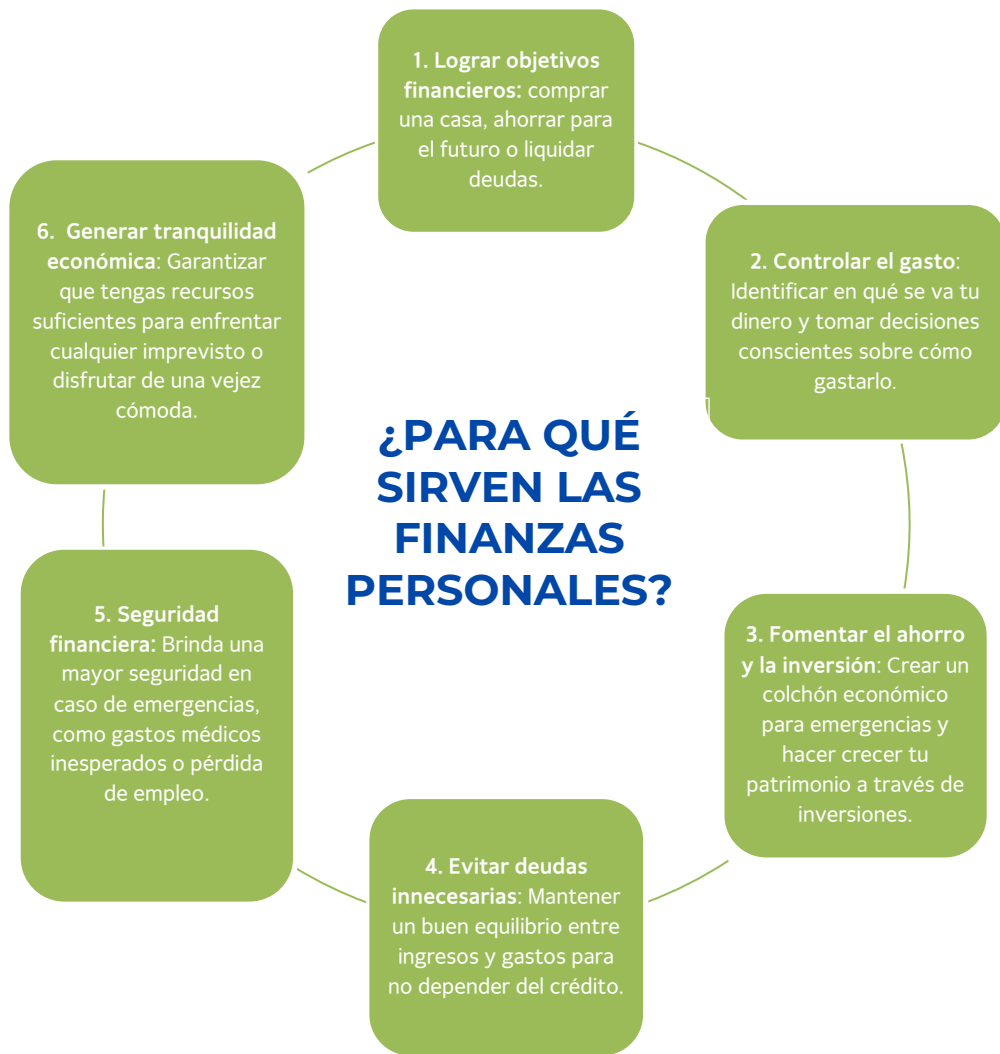 1. Lograr objetivos
financieros: comprar
una casa, ahorrar para
el futuro o liquidar
deudas.
2. Controlar el gasto:
Identificar en qué se va tu
dinero y tomar decisiones
conscientes sobre cómo
gastarlo.
3. Fomentar el ahorro
y la inversión: Crear un
colchón económico
para emergencias y
hacer crecer tu
patrimonio a través de
inversiones.
4. Evitar deudas
innecesarias: Mantener
un buen equilibrio entre
ingresos y gastos para
no depender del crédito.
5. Seguridad
financiera: Brinda una
mayor seguridad en
caso de emergencias,
como gastos médicos
inesperados o pérdida
de empleo.
6. Generar tranquilidad
económica: Garantizar
que tengas recursos
suficientes para enfrentar
cualquier imprevisto o
disfrutar de una vejez
cómoda.
¿PARA QUÉ
SIRVEN LAS
FINANZAS
PERSONALES?